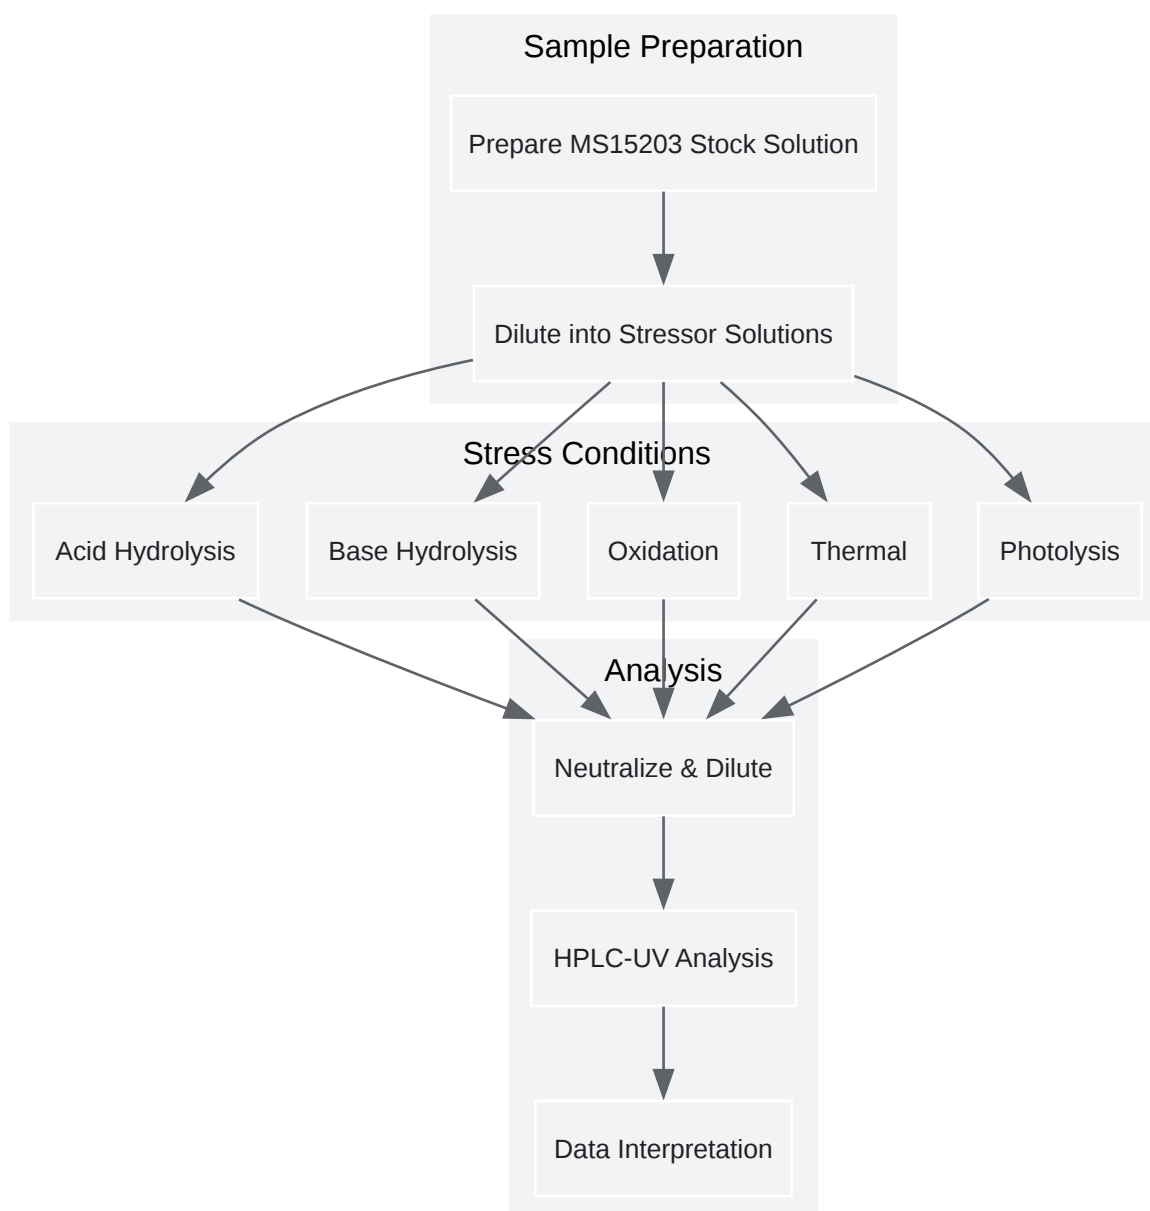 Sample Preparation
Prepare MS15203 Stock Solution
Dilute into Stressor Solutions
Stress Conditions
Acid Hydrolysis
Base Hydrolysis
Oxidation
Thermal
Photolysis
Analysis
Neutralize & Dilute
HPLC-UV Analysis
Data Interpretation